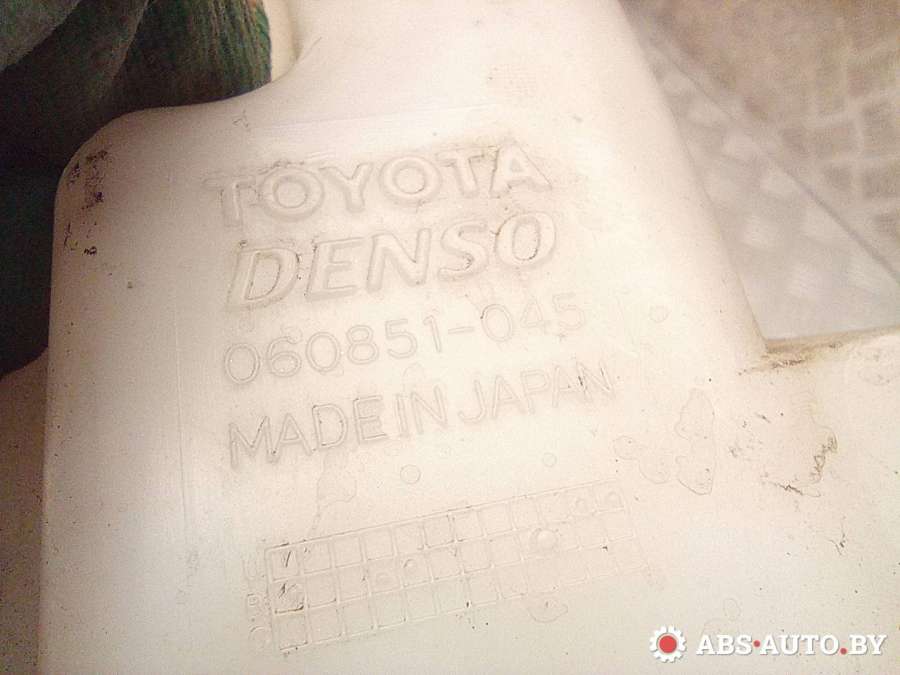 TOYOTA
DENSO
060851-045
MADE IN JAPAN
ABS·AUTO.BY